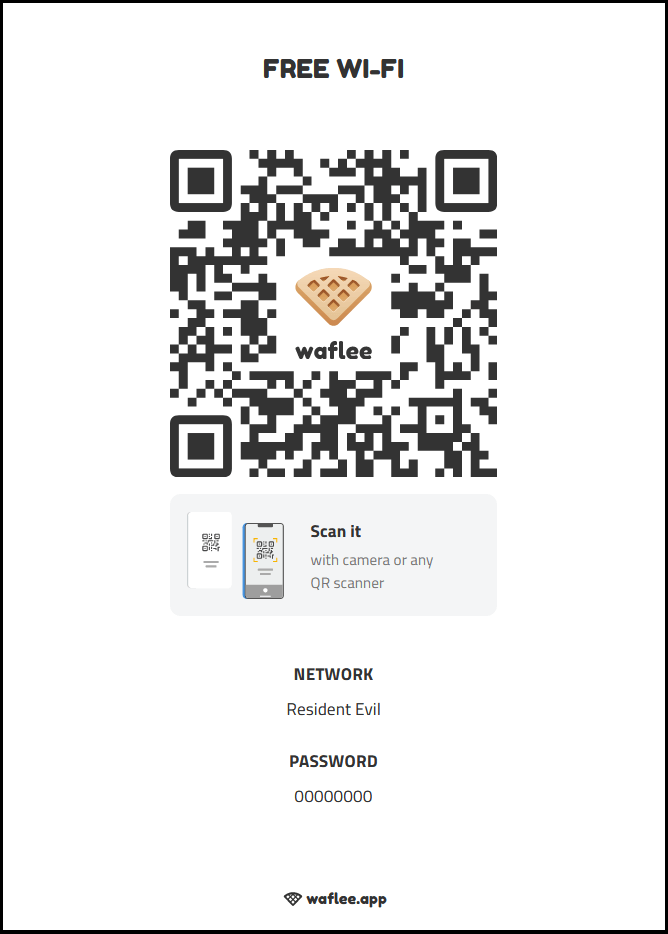 FREE WI-FI
waflee
Scan it
with camera or any
QR scanner
NETWORK
Resident Evil
PASSWORD
00000000
waflee.app